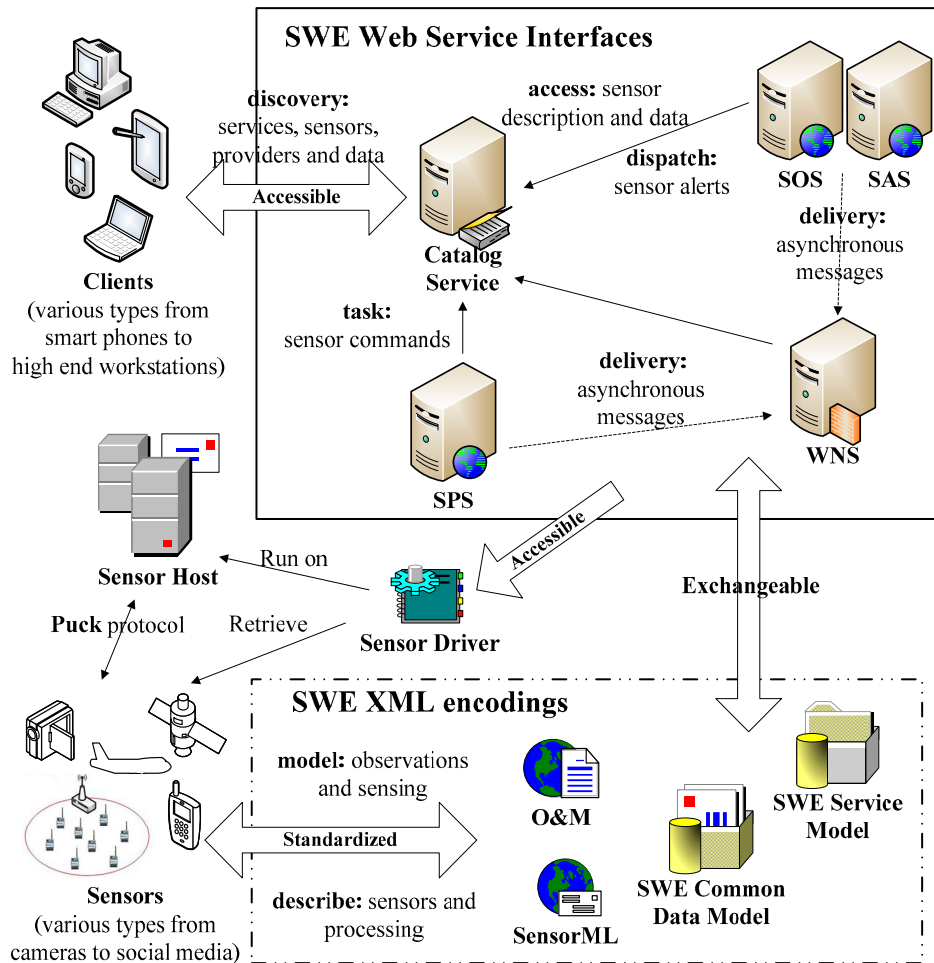 SWE Web Service Interfaces
discovery:
services, sensors,
providers and data
Accessible
access: sensor
description and data
dispatch:
sensor alerts
SOS
SAS
delivery:
asynchronous
messages
Catalog
Service
Clients
(various types from
smart phones to
high end workstations)
task:
sensor commands
delivery:
asynchronous
messages
WNS
SPS
Accessible
Exchangeable
Sensor Host
Run on
Puck protocol
Retrieve
Sensor Driver
SWE XML encodings
model: observations
and sensing
Standardized
describe: sensors and
processing
O&M
SensorML
SWE Common
Data Model
SWE Service
Model
Sensors
(various types from
cameras to social media)